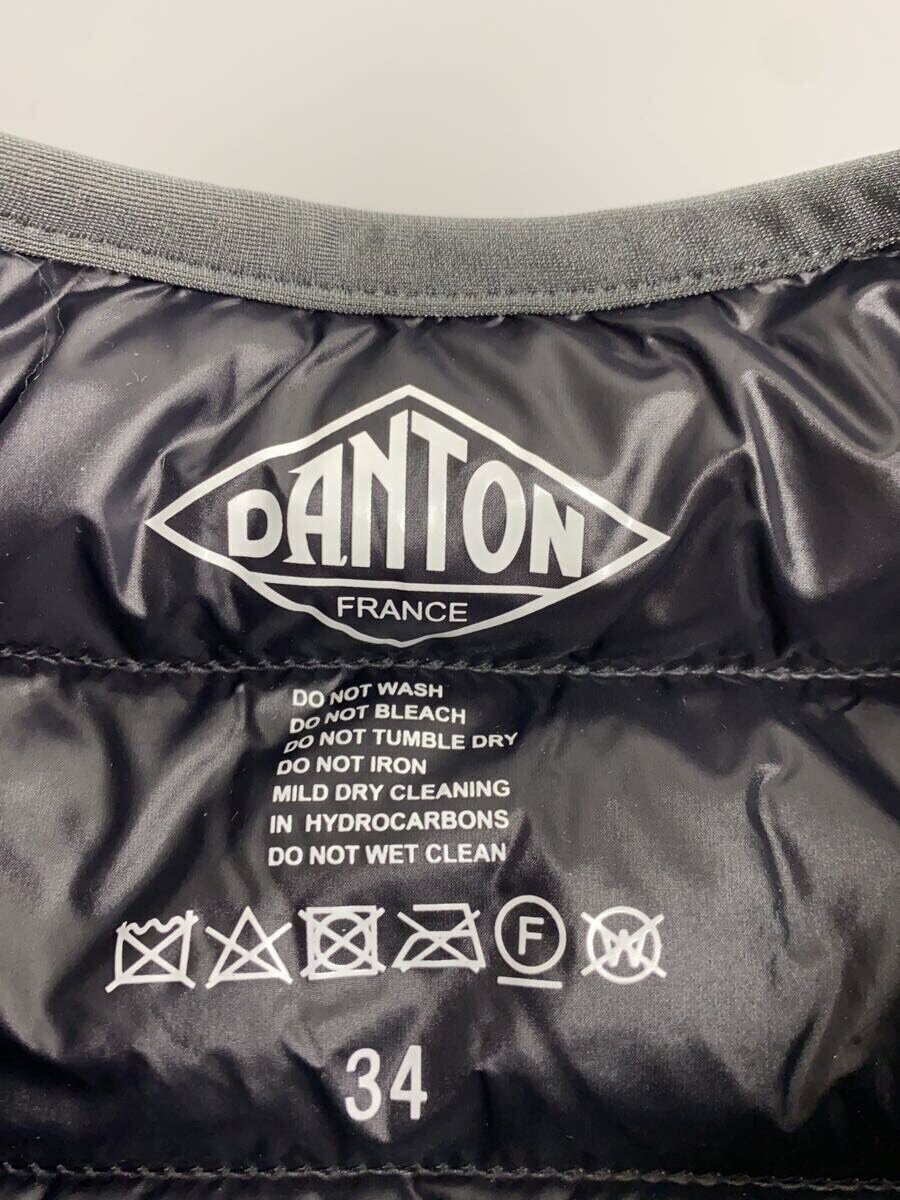 DANTON
FRANCE
DO NOT WASH
DO NOT BLEACH
DO NOT TUMBLE DRY
DO NOT IRON
MILD DRY CLEANING
IN HYDROCARBONS
DO NOT WET CLEAN
F W
34